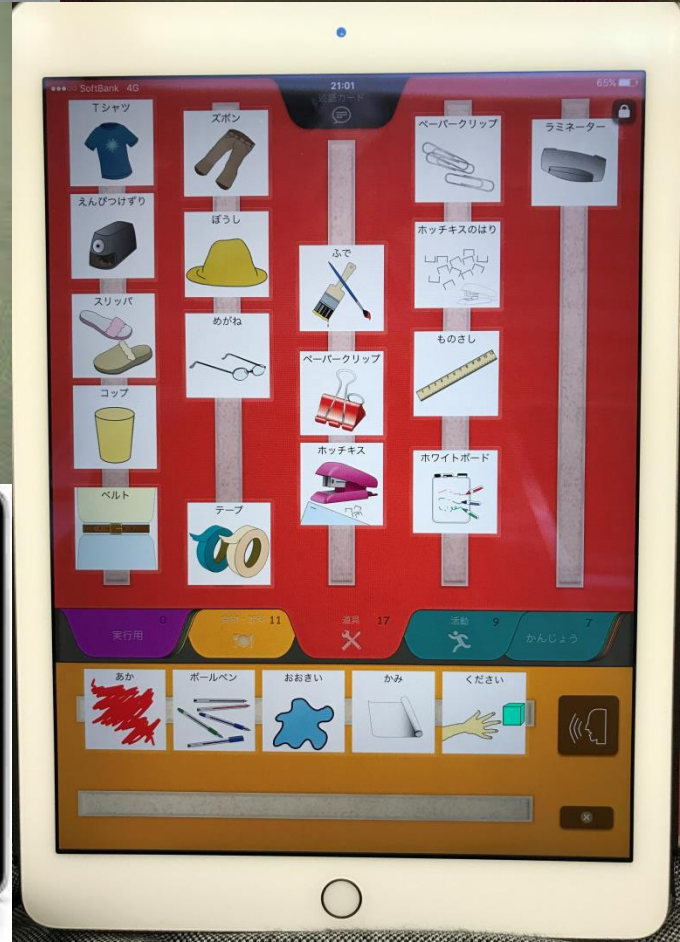 SoftBank 4G
21:01
65%
Tシャツ
ズボン
ペーパークリップ
ラミネーター
えんぴつけずり
ぼうし
ホッチキスのはり
ふで
スリッパ
めがね
ものさし
ペーパークリップ
コップ
ホッチキス
ホワイトボード
ベルト
テープ
実行用
0
11
道具
17
活動
9
かんじょう
7
あか
ボールペン
おおきい
かみ
ください